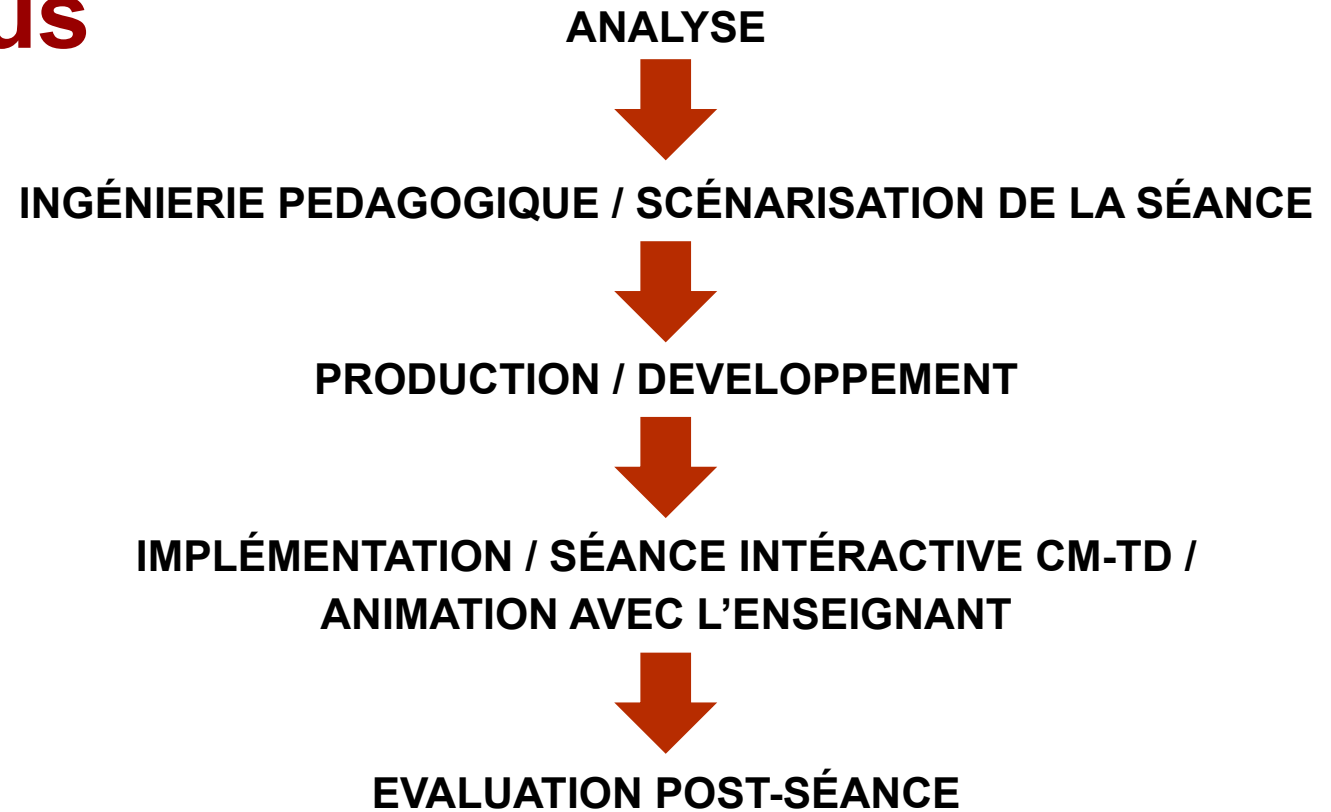 us
ANALYSE
INGÉNIERIE PEDAGOGIQUE / SCÉNARISATION DE LA SÉANCE
PRODUCTION / DEVELOPPEMENT
IMPLÉMENTATION / SÉANCE INTÉRACTIVE CM-TD /
ANIMATION AVEC L’ENSEIGNANT
EVALUATION POST-SÉANCE